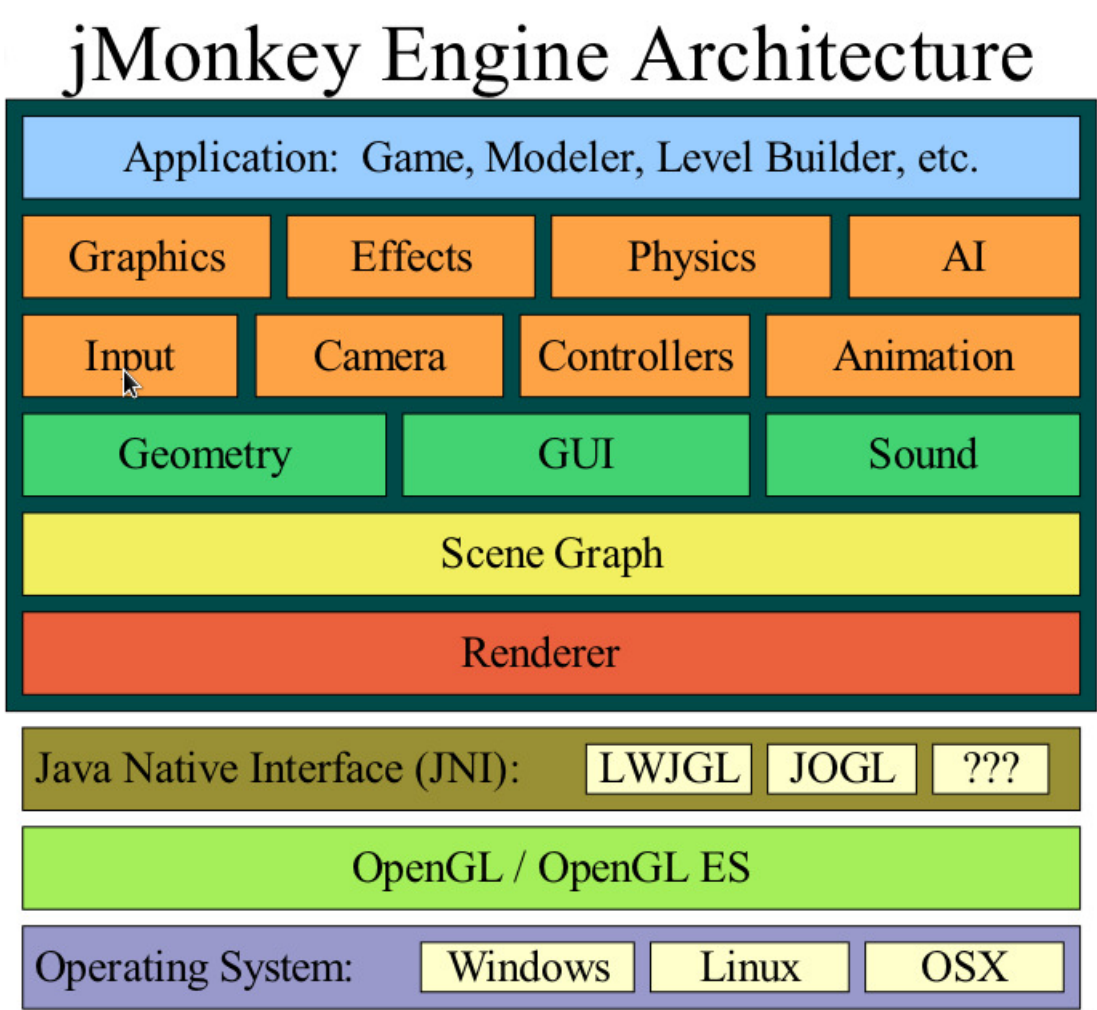 jMonkey Engine Architecture
Application: Game, Modeler, Level Builder, etc.
Graphics Effects Physics AI
Input Camera Controllers Animation
Geometry GUI Sound
Scene Graph
Renderer
Java Native Interface (JNI): LWJGL JOGL ???
OpenGL / OpenGL ES
Operating System: Windows Linux OSX